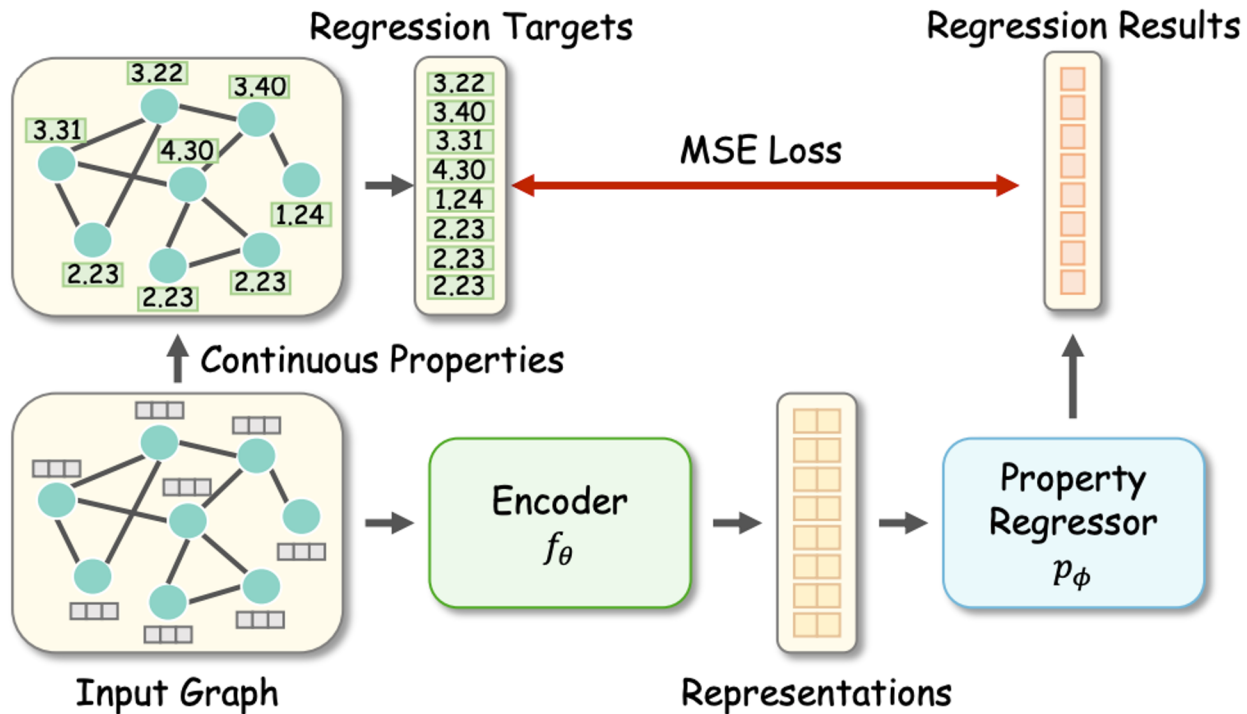 Regression Targets
Regression Results
3.22
3.40
3.31
4.30
1.24
2.23
2.23
2.23
3.22
3.40
3.31
4.30
1.24
2.23
2.23
2.23
MSE Loss
Continuous Properties
Encoder
fθ
Property
Regressor
pϕ
Input Graph
Representations